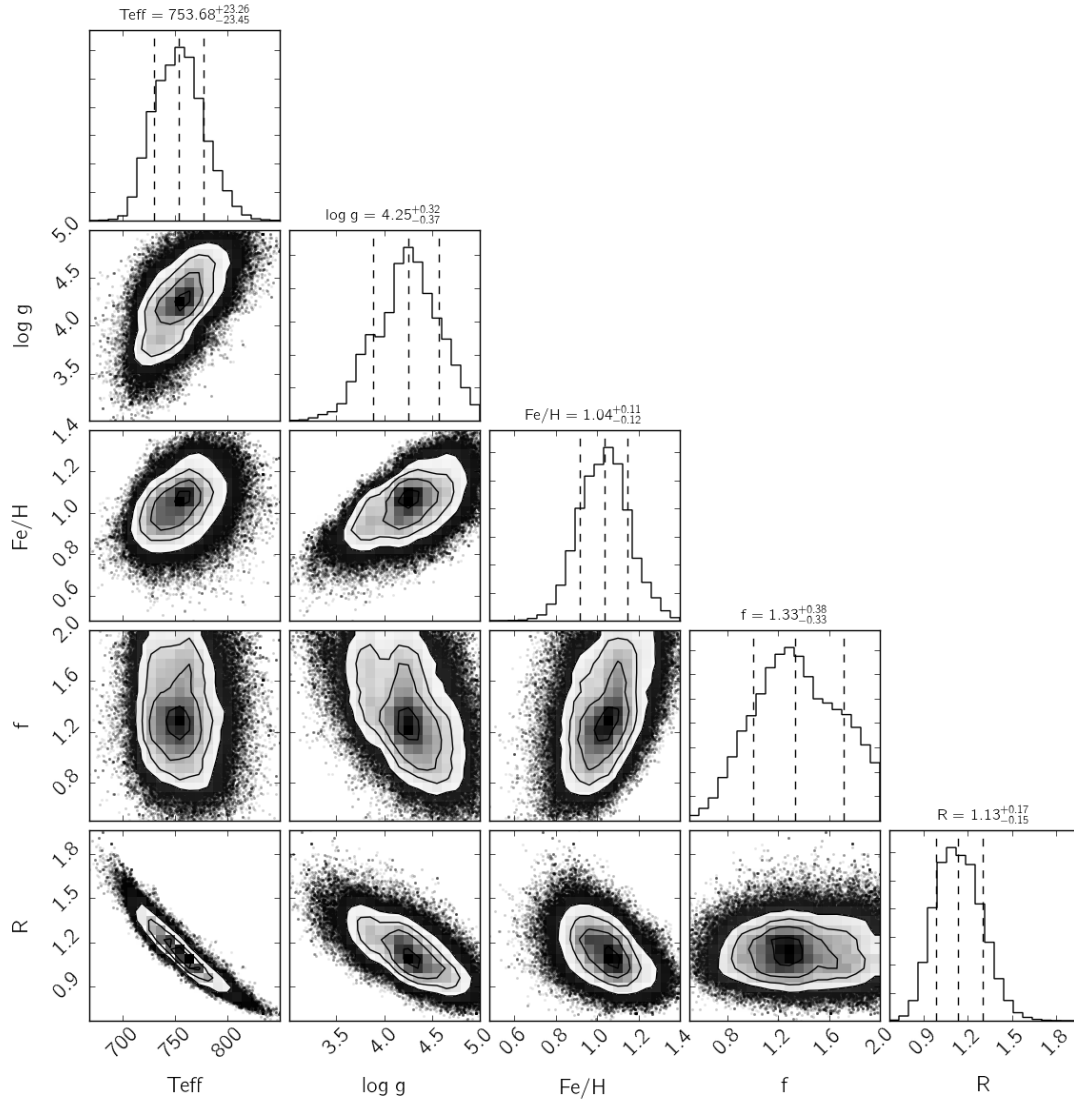 Teff = 753.68 +23.26 −23.45
5.0
4.5
4.0
3.5
log g
log g = 4.25 +0.32 −0.37
1.4
1.2
1.0
0.8
0.6
Fe/H
Fe/H = 1.04 +0.11 −0.12
2.0
1.6
1.2
0.8
f
f = 1.33 +0.38 −0.33
1.8
1.5
1.2
0.9
R
R = 1.13 +0.17 −0.15
700 750 800 3.5 4.0 4.5 5.0 0.6 0.8 1.0 1.2 1.4 0.8 1.2 1.6 2.0 0.9 1.2 1.5 1.8
Teff log g Fe/H f R